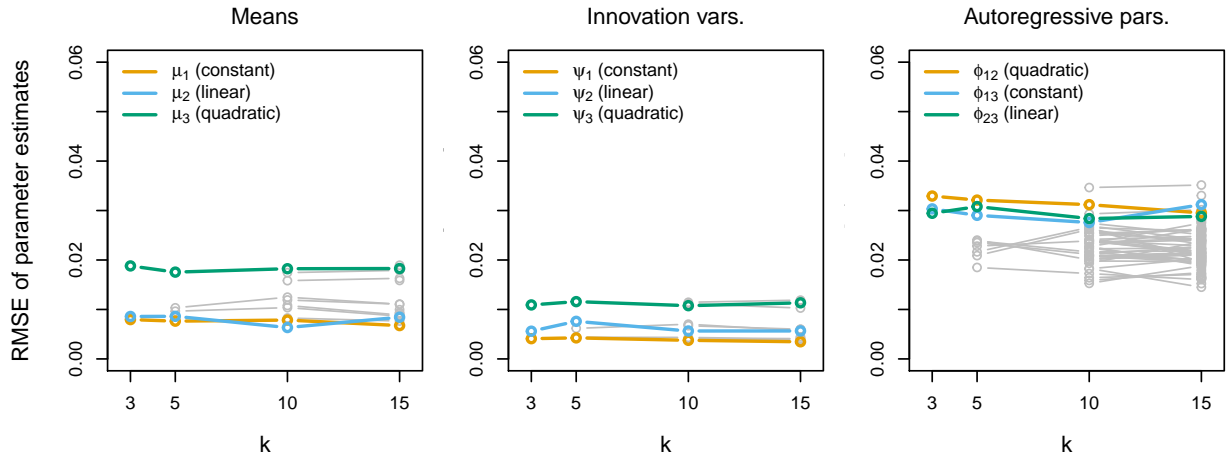 Means
Innovation vars.
Autoregressive pars.
RMSE of parameter estimates
0.00 0.02 0.04 0.06
μ₁ (constant)
μ₂ (linear)
μ₃ (quadratic)
3 5 10 15
k
0.00 0.02 0.04 0.06
ψ₁ (constant)
ψ₂ (linear)
ψ₃ (quadratic)
3 5 10 15
k
0.00 0.02 0.04 0.06
ϕ₁₂ (quadratic)
ϕ₁₃ (constant)
ϕ₂₃ (linear)
3 5 10 15
k